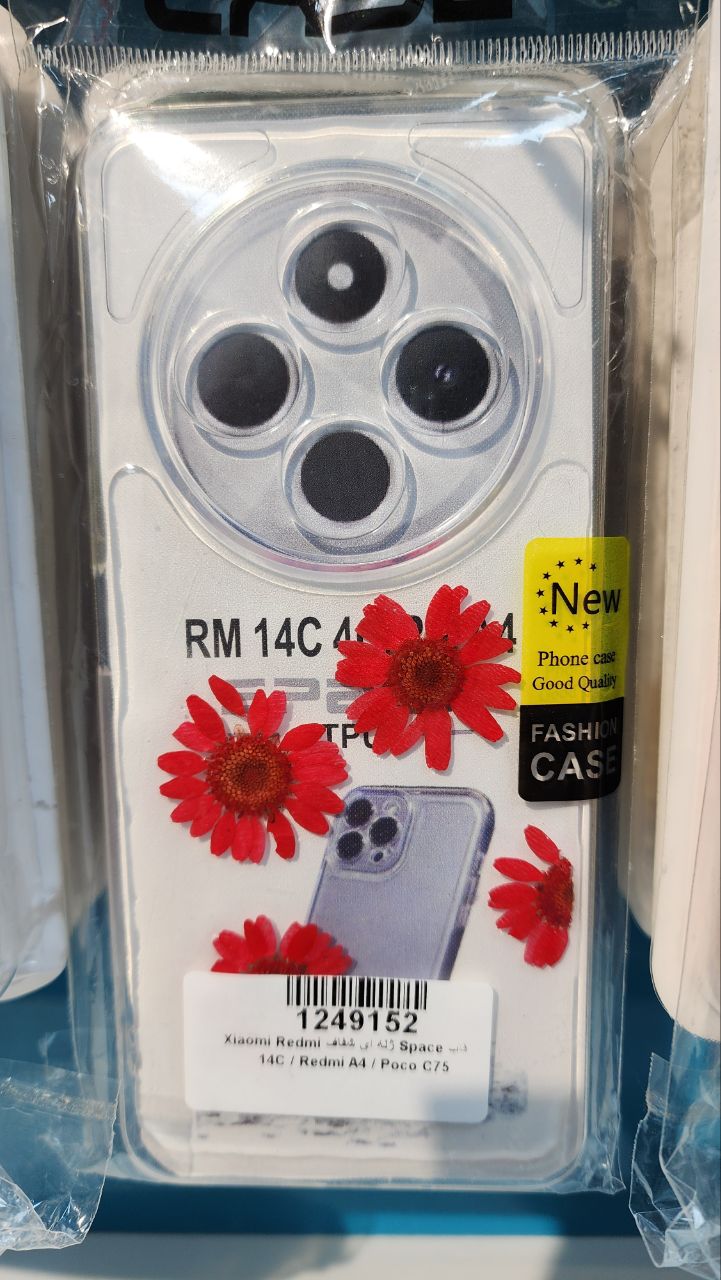 CASE
RM 14C 4
New
Phone case
Good Quality
FASHION
CASE
TPU
1249152
قاب Space ژله ای شفاف Xiaomi Redmi
14C / Redmi A4 / Poco C75